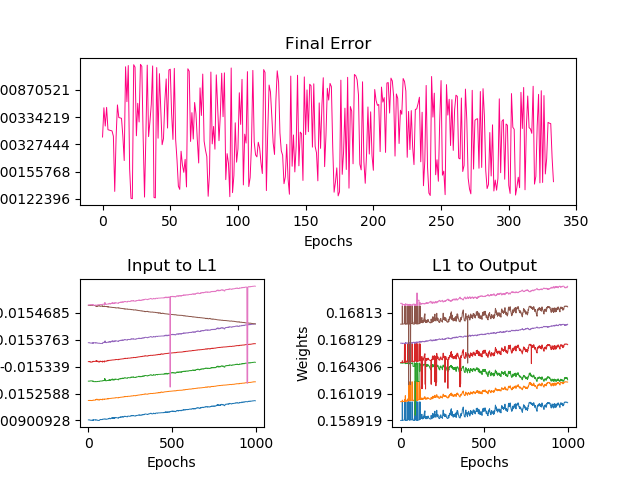 Final Error
00870521
00334219
00327444
00155768
00122396
0 50 100 150 200 250 300 350
Epochs
Input to L1
0.0154685
0.0153763
-0.015339
0.0152588
00900928
0 500 1000
Epochs
L1 to Output
Weights
0.16813
0.168129
0.164306
0.161019
0.158919
0 500 1000
Epochs